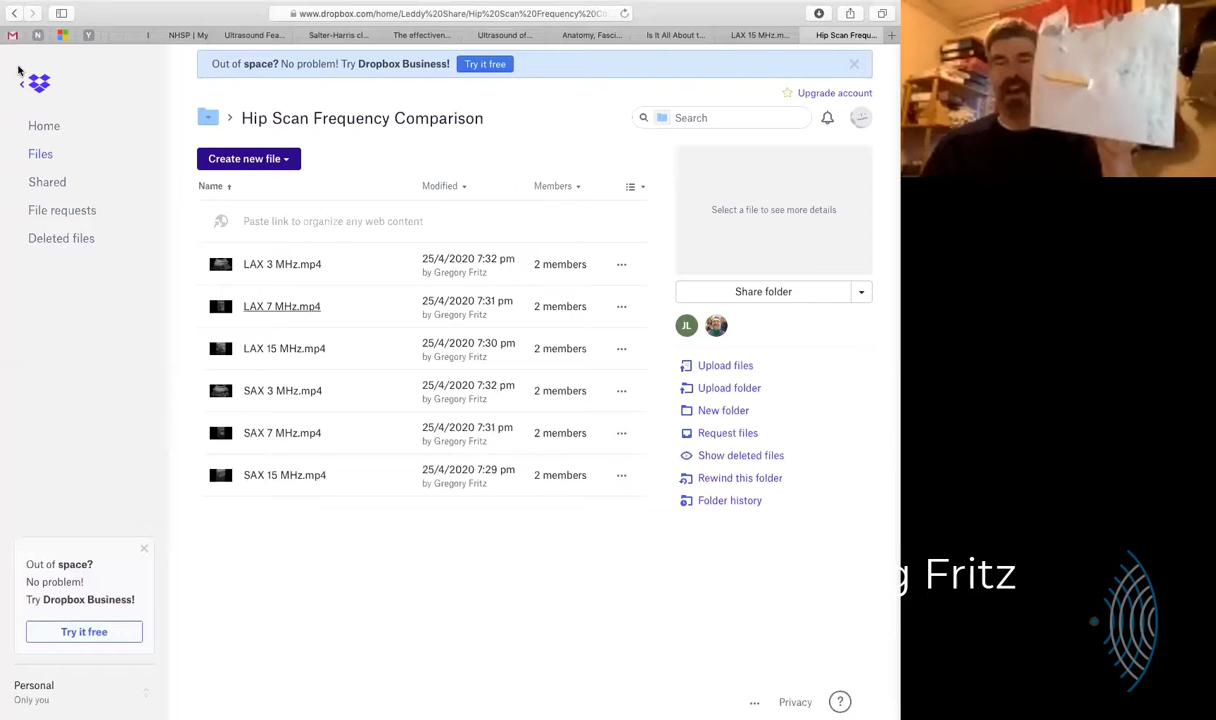 www.dropbox.com/home/Leddy%20Share/Hip%20Scan%20Frequency%20C
NHSP | My
Ultrasound Fea...
Salter-Harris cl...
The effectiven...
Ultrasound of...
Anatomy, Fasci...
Is It All About t...
LAX 15 MHz.m...
Hip Scan Frequ...
Out of space? No problem! Try Dropbox Business!
Try it free
Upgrade account
Hip Scan Frequency Comparison
Search
Home
Files
Shared
File requests
Deleted files
Create new file
Name
Modified
Members
Paste link to organize any web content
LAX 3 MHz.mp4
25/4/2020 7:32 pm
by Gregory Fritz
2 members
LAX 7 MHz.mp4
25/4/2020 7:31 pm
by Gregory Fritz
2 members
LAX 15 MHz.mp4
25/4/2020 7:30 pm
by Gregory Fritz
2 members
SAX 3 MHz.mp4
25/4/2020 7:32 pm
by Gregory Fritz
2 members
SAX 7 MHz.mp4
25/4/2020 7:31 pm
by Gregory Fritz
2 members
SAX 15 MHz.mp4
25/4/2020 7:29 pm
by Gregory Fritz
2 members
Select a file to see more details
Share folder
JL
Upload files
Upload folder
New folder
Request files
Show deleted files
Rewind this folder
Folder history
Out of space?
No problem!
Try Dropbox Business!
Try it free
Personal
Only you
Privacy
?
g Fritz